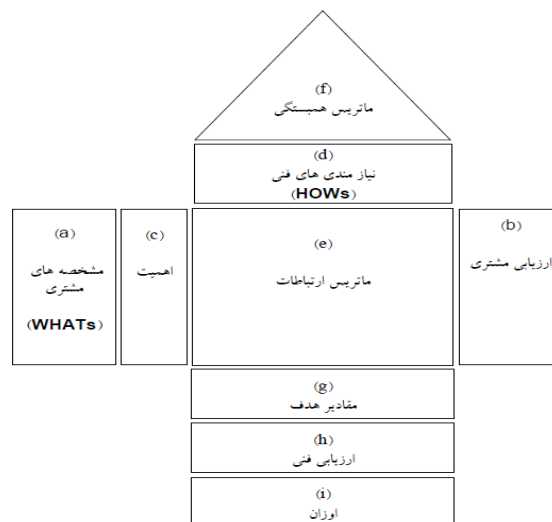 (f)
ماتریس همبستگی
(d)
نیاز مندی های فنی
(HOWs)
(a)
مشخصه های
مشتری
(WHATs)
(c)
اهمیت
(e)
ماتریس ارتباطات
(b)
ارزیابی مشتری
(g)
مقادیر هدف
(h)
ارزیابی فنی
(i)
اوزان